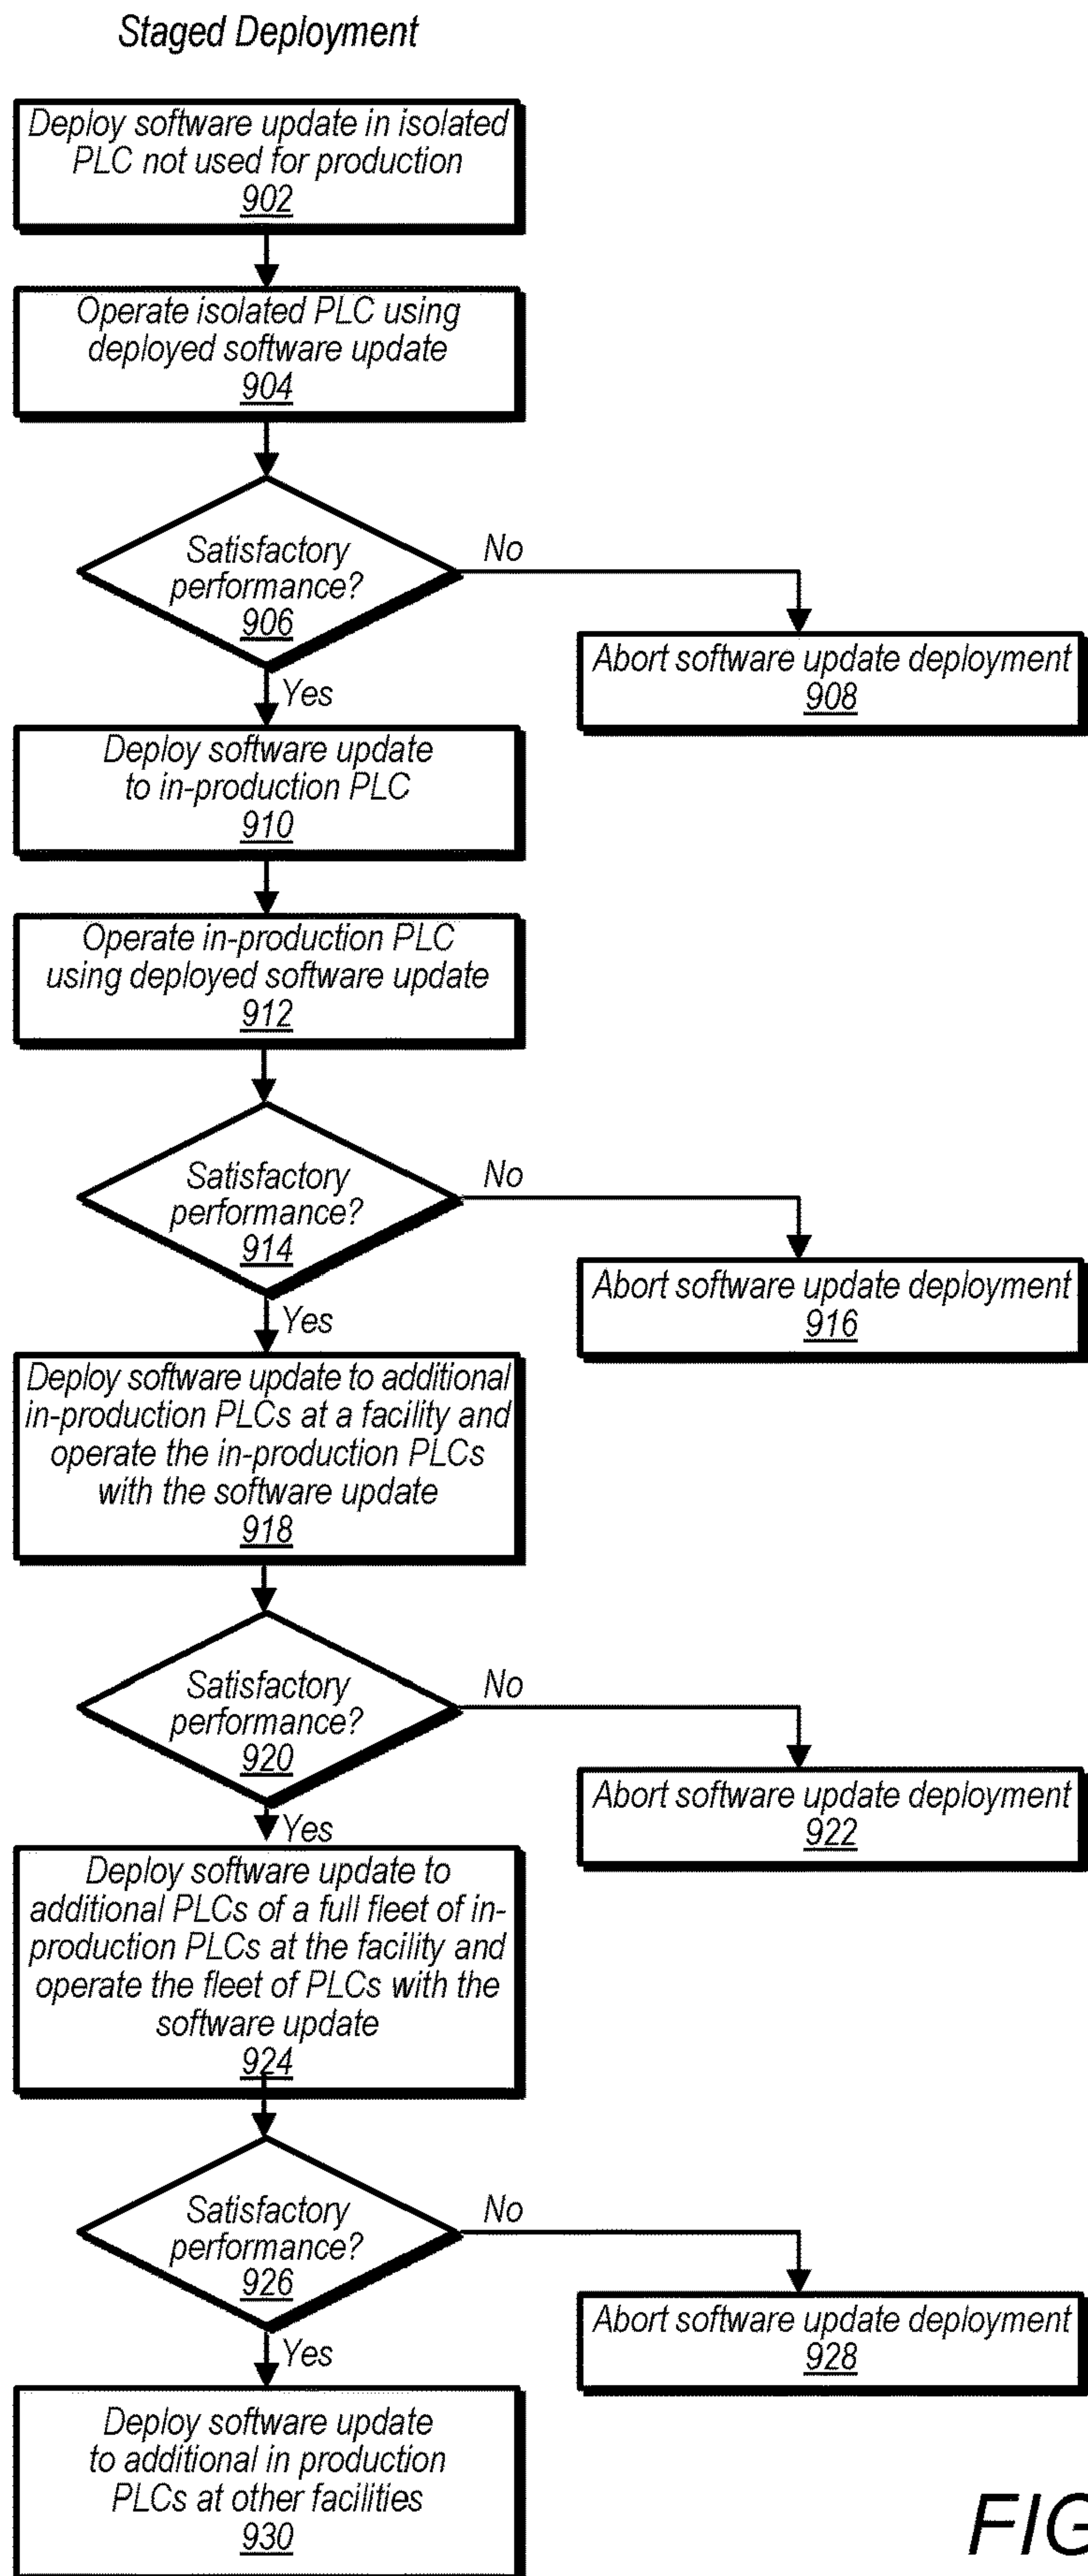 Staged Deployment
Deploy software update in isolated
PLC not used for production
902
Operate isolated PLC using
deployed software update
904
Satisfactory
performance?
906
No
Abort software update deployment
908
Yes
Deploy software update
to in-production PLC
910
Operate in-production PLC
using deployed software update
912
Satisfactory
performance?
914
No
Abort software update deployment
916
Yes
Deploy software update to additional
in-production PLCs at a facility and
operate the in-production PLCs
with the software update
918
Satisfactory
performance?
920
No
Abort software update deployment
922
Yes
Deploy software update to
additional PLCs of a full fleet of in-
production PLCs at the facility and
operate the fleet of PLCs with the
software update
924
Satisfactory
performance?
926
No
Abort software update deployment
928
Yes
Deploy software update
to additional in production
PLCs at other facilities
930
FIG